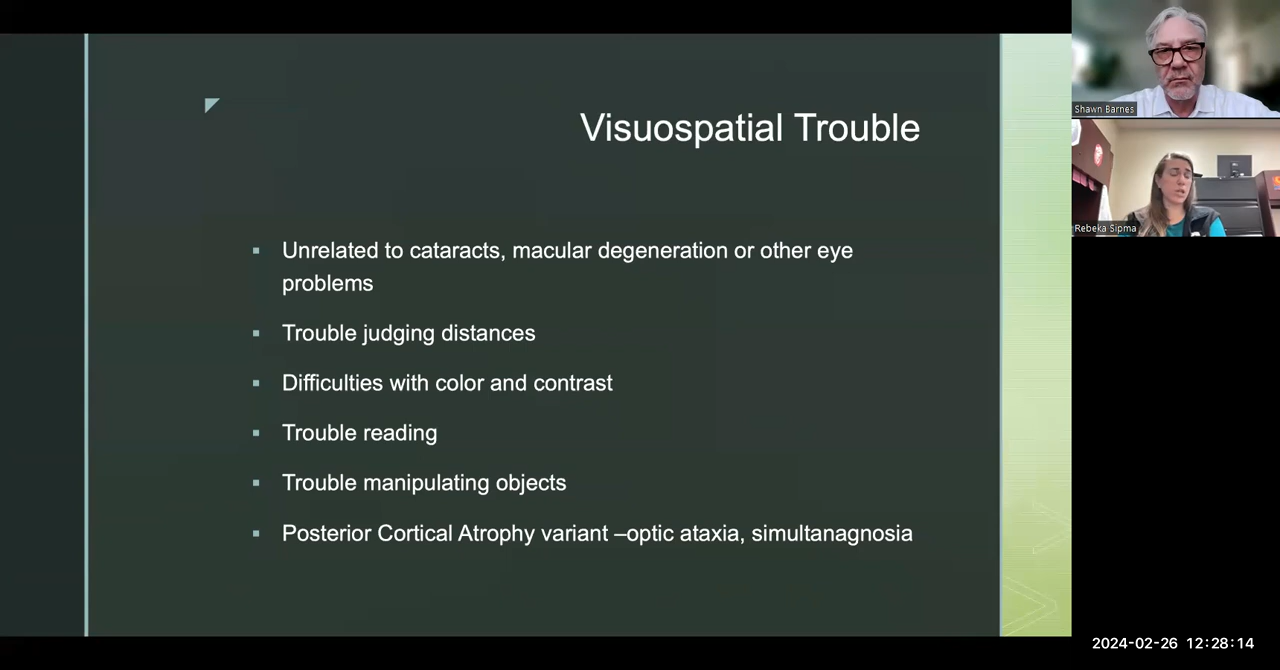 Visuospatial Trouble
▪ Unrelated to cataracts, macular degeneration or other eye
problems
▪ Trouble judging distances
▪ Difficulties with color and contrast
▪ Trouble reading
▪ Trouble manipulating objects
▪ Posterior Cortical Atrophy variant –optic ataxia, simultanagnosia
Shawn Barnes
Rebeka Sipma
2024-02-26 12:28:14